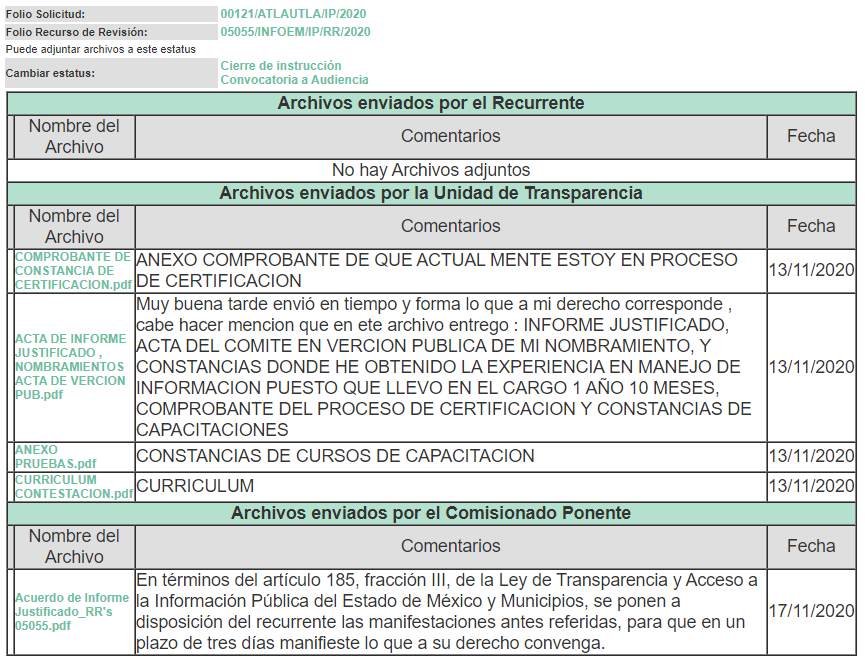 Folio Solicitud: 00121/ATLAUTLA/IP/2020
Folio Recurso de Revisión: 05055/INFOEM/IP/RR/2020
Puede adjuntar archivos a este estatus
Cambiar estatus:
Cierre de instrucción
Convocatoria a Audiencia
Archivos enviados por el Recurrente
Nombre del
Archivo
Comentarios
Fecha
No hay Archivos adjuntos
Archivos enviados por la Unidad de Transparencia
Nombre del
Archivo
Comentarios
Fecha
COMPROBANTE DE
CONSTANCIA DE
CERTIFICACION.pdf
ANEXO COMPROBANTE DE QUE ACTUAL MENTE ESTOY EN PROCESO
DE CERTIFICACION
13/11/2020
ACTA DE INFORME
JUSTIFICADO ,
NOMBRAMIENTOS
ACTA DE VERCION
PUB.pdf
Muy buena tarde envió en tiempo y forma lo que a mi derecho corresponde ,
cabe hacer mencion que en ete archivo entrego : INFORME JUSTIFICADO,
ACTA DEL COMITE EN VERCION PUBLICA DE MI NOMBRAMIENTO, Y
CONSTANCIAS DONDE HE OBTENIDO LA EXPERIENCIA EN MANEJO DE
INFORMACION PUESTO QUE LLEVO EN EL CARGO 1 AÑO 10 MESES,
COMPROBANTE DEL PROCESO DE CERTIFICACION Y CONSTANCIAS DE
CAPACITACIONES
13/11/2020
ANEXO
PRUEBAS.pdf
CONSTANCIAS DE CURSOS DE CAPACITACION
13/11/2020
CURRICULUM
CONTESTACION.pdf
CURRICULUM
13/11/2020
Archivos enviados por el Comisionado Ponente
Nombre del
Archivo
Comentarios
Fecha
Acuerdo de Informe
Justificado_RR's
05055.pdf
En términos del artículo 185, fracción III, de la Ley de Transparencia y Acceso a
la Información Pública del Estado de México y Municipios, se ponen a
disposición del recurrente las manifestaciones antes referidas, para que en un
plazo de tres días manifieste lo que a su derecho convenga.
17/11/2020